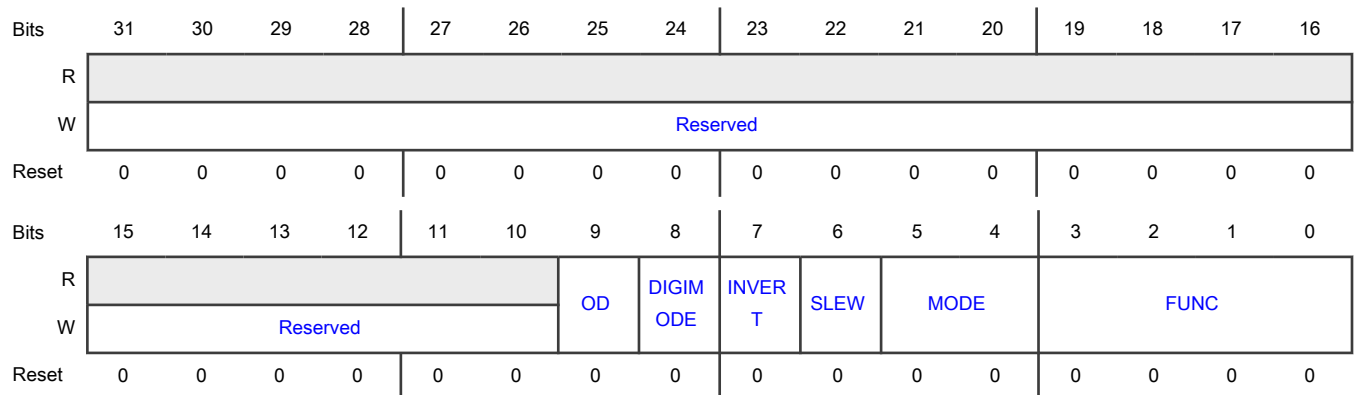 Bits 31 30 29 28 27 26 25 24 23 22 21 20 19 18 17 16
R
W Reserved
Reset 0 0 0 0 0 0 0 0 0 0 0 0 0 0 0 0
Bits 15 14 13 12 11 10 9 8 7 6 5 4 3 2 1 0
R
OD DIGIM ODE INVER T SLEW MODE FUNC
W Reserved
Reset 0 0 0 0 0 0 0 0 0 0 0 0 0 0 0 0